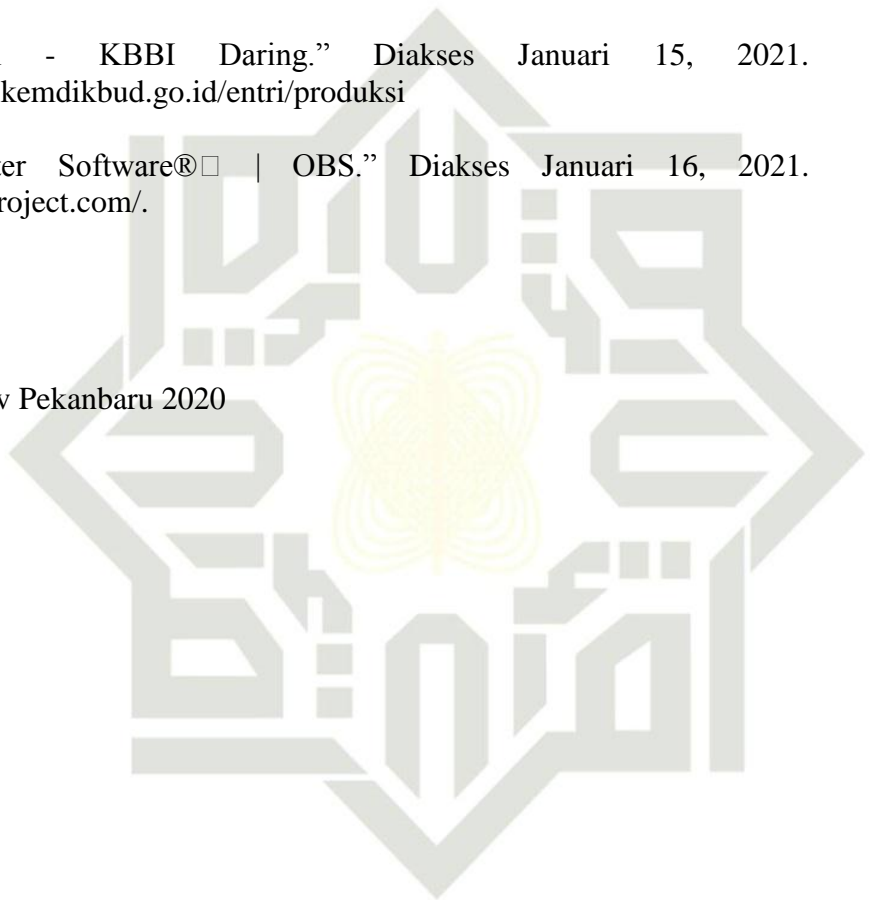 - KBBI Daring.” Diakses Januari 15, 2021.
kemdikbud.go.id/entri/produksi
ter Software®□ | OBS.” Diakses Januari 16, 2021.
roject.com/.
Pekanbaru 2020